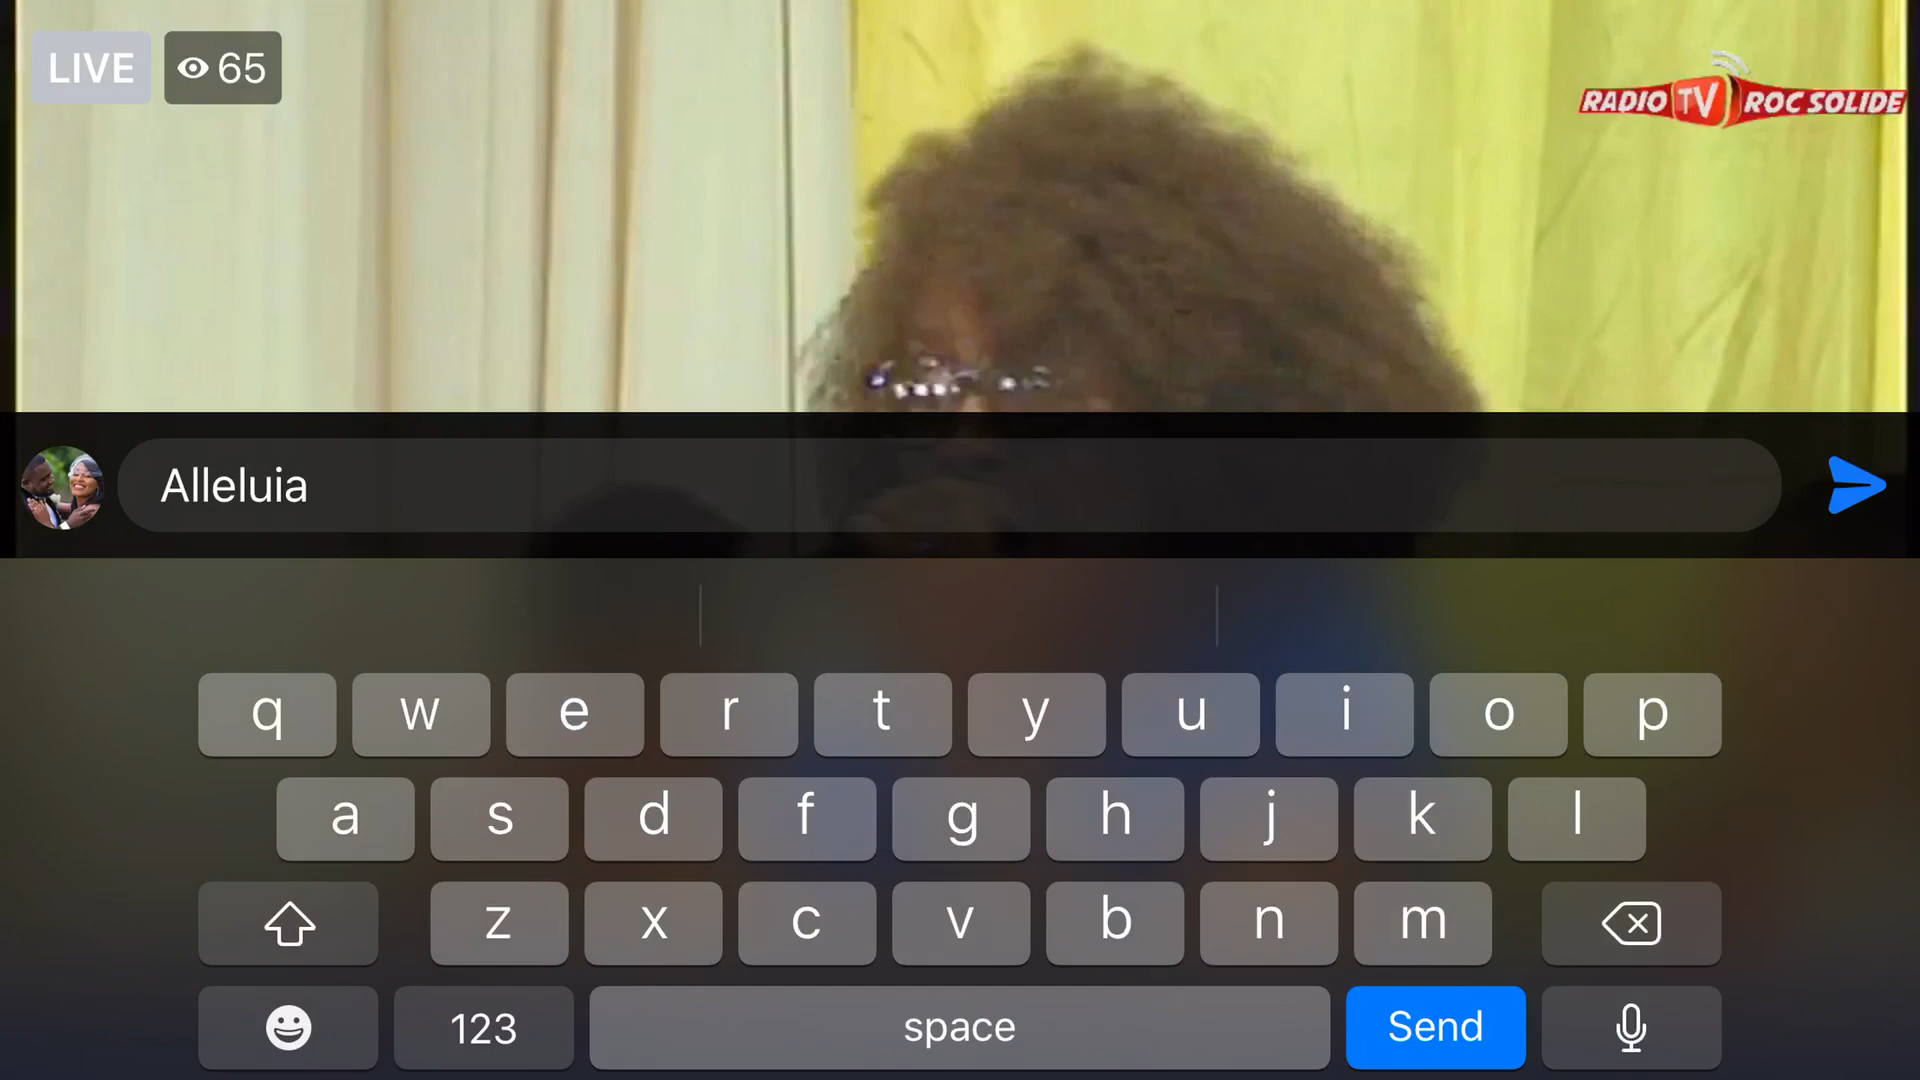 LIVE 65
RADIO TV ROC SOLIDE
Alleluia
q w e r t y u i o p
a s d f g h j k l
z x c v b n m
123 space Send